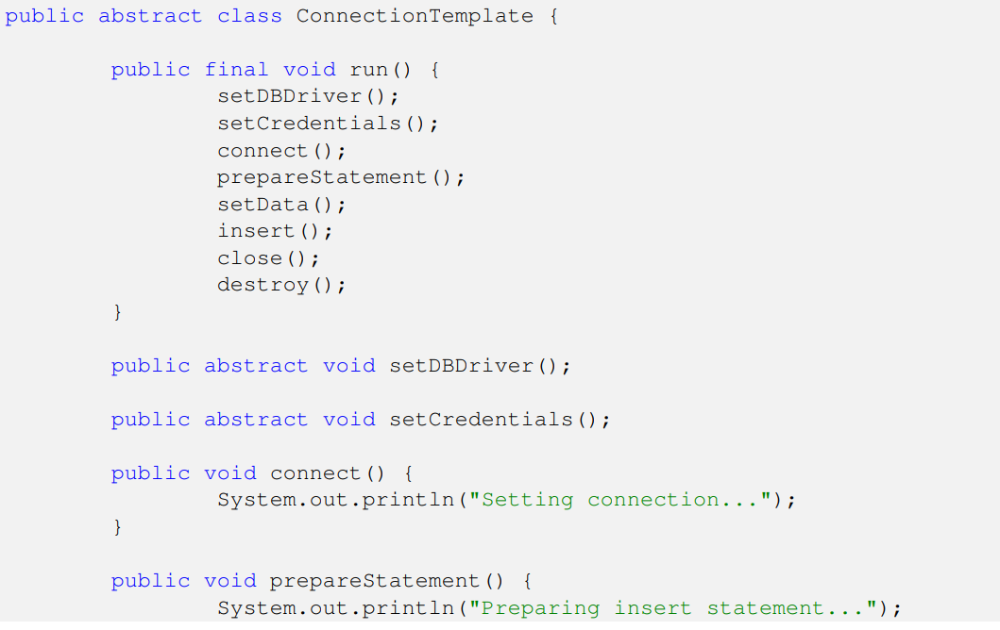 public abstract class ConnectionTemplate {
public final void run() {
setDBDriver();
setCredentials();
connect();
prepareStatement();
setData();
insert();
close();
destroy();
}
public abstract void setDBDriver();
public abstract void setCredentials();
public void connect() {
System.out.println("Setting connection...");
}
public void prepareStatement() {
System.out.println("Preparing insert statement...");